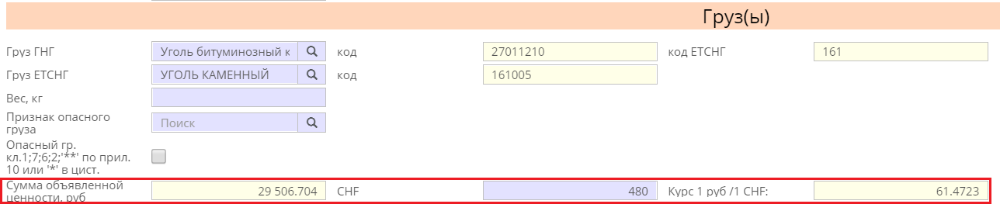 Груз(ы)
Груз ГНГ Уголь битуминозный к код 27011210 код ЕТСНГ 161
Груз ЕТСНГ УГОЛЬ КАМЕННЫЙ код 161005
Вес, кг
Признак опасного
груза Поиск
Опасный гр.
кл.1;7;6;2;'**' по прил.
10 или '*' в цист.
Сумма объявленной
ценности, руб 29 506.704 CHF 480 Курс 1 руб /1 CHF: 61.4723